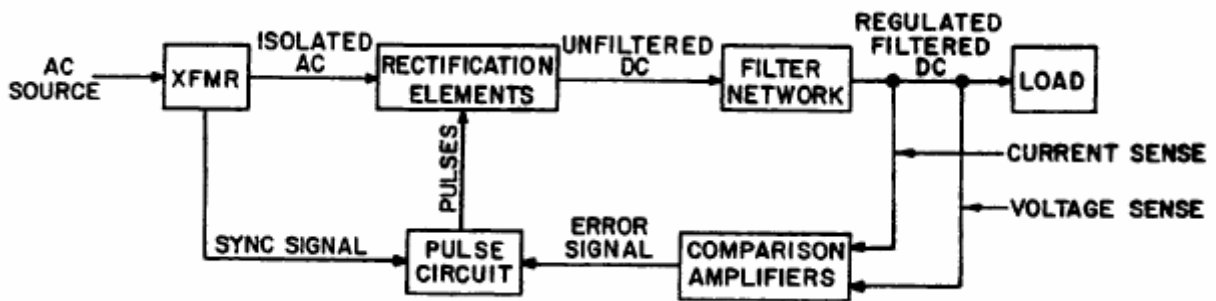 AC
SOURCE
XFMR
ISOLATED
AC
RECTIFICATION
ELEMENTS
UNFILTERED
DC
FILTER
NETWORK
REGULATED
FILTERED
DC
LOAD
CURRENT SENSE
VOLTAGE SENSE
PULSES
SYNC SIGNAL
PULSE
CIRCUIT
ERROR
SIGNAL
COMPARISON
AMPLIFIERS